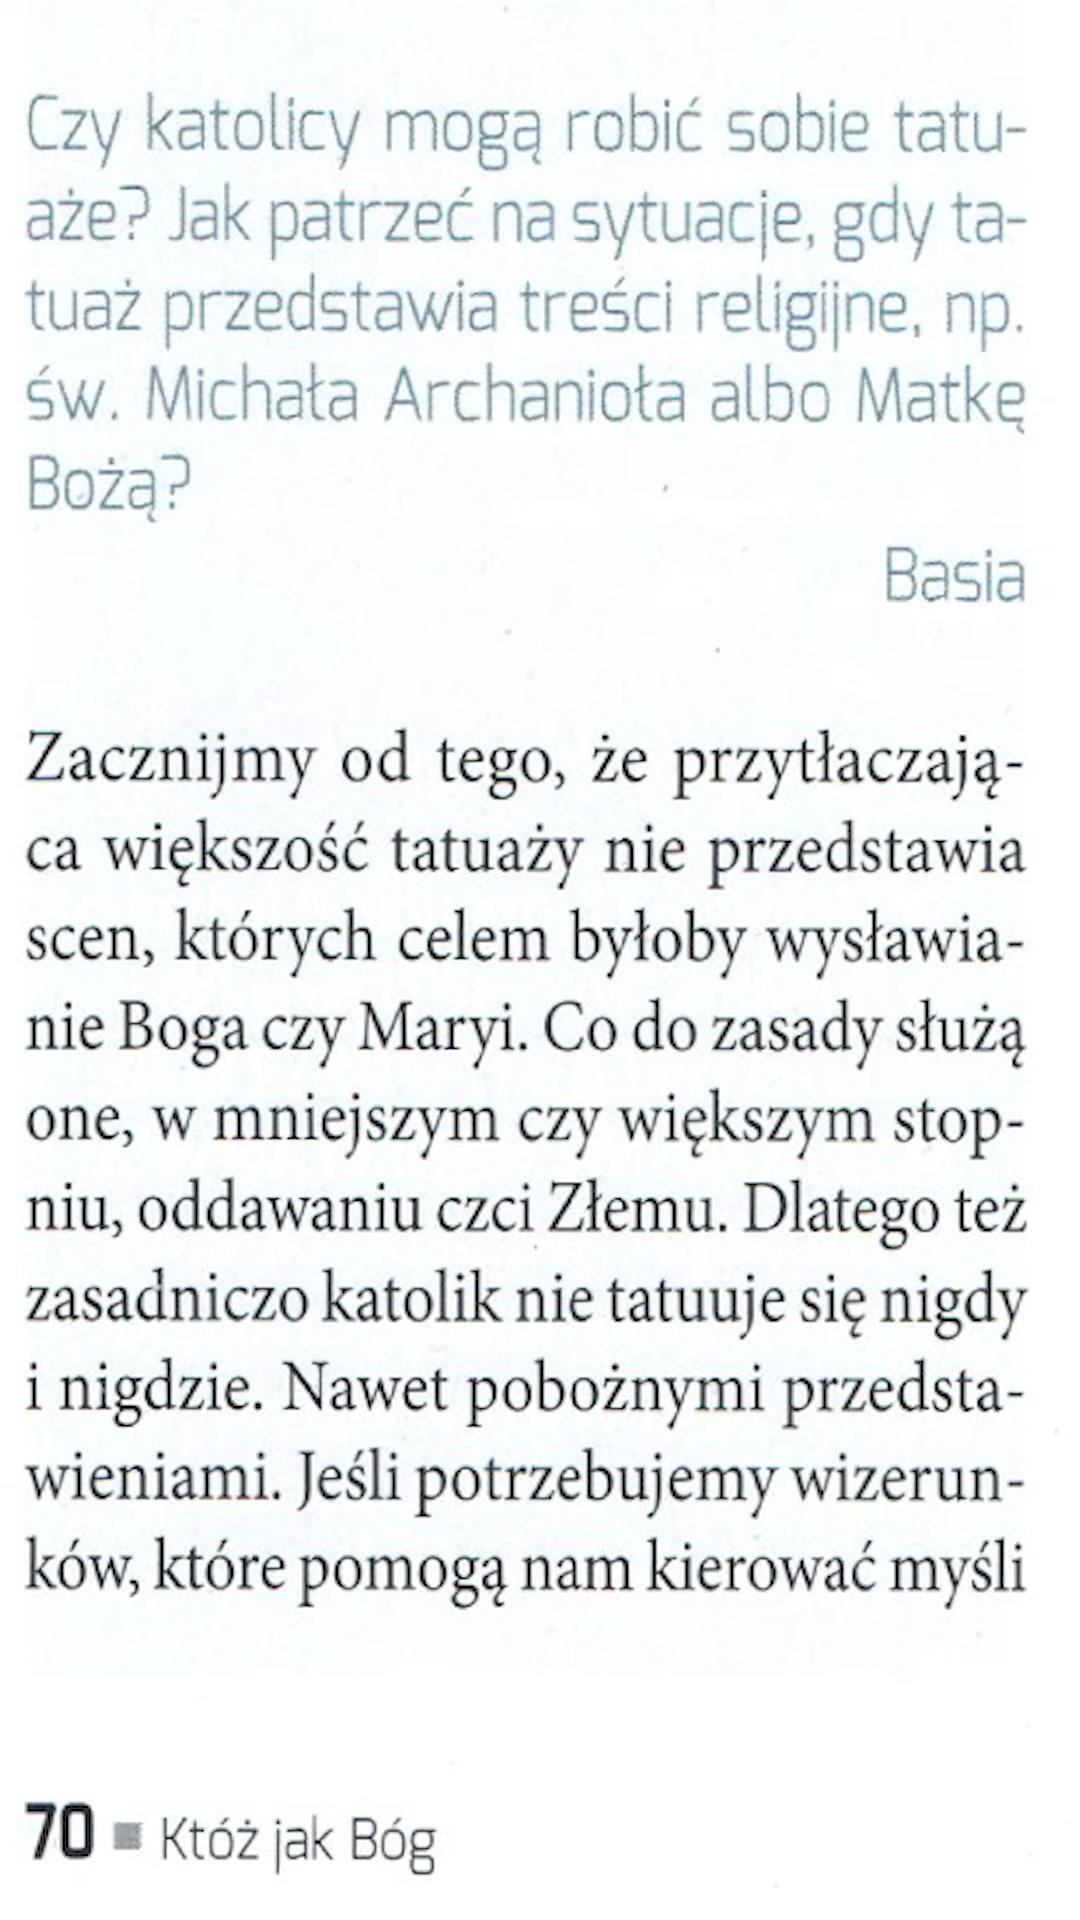 Czy katolicy mogą robić sobie tatu-
aże? Jak patrzeć na sytuacje, gdy ta-
tuaż przedstawia treści religijne, np.
św. Michała Archanioła albo Matkę
Bożą?
Basia
Zacznijmy od tego, że przytłaczają-
ca większość tatuaży nie przedstawia
scen, których celem byłoby wysławia-
nie Boga czy Maryi. Co do zasady służą
one, w mniejszym czy większym stop-
niu, oddawaniu czci Złemu. Dlatego też
zasadniczo katolik nie tatuuje się nigdy
i nigdzie. Nawet pobożnymi przedsta-
wieniami. Jeśli potrzebujemy wizerun-
ków, które pomogą nam kierować myśli
70 ▪ Któż jak Bóg